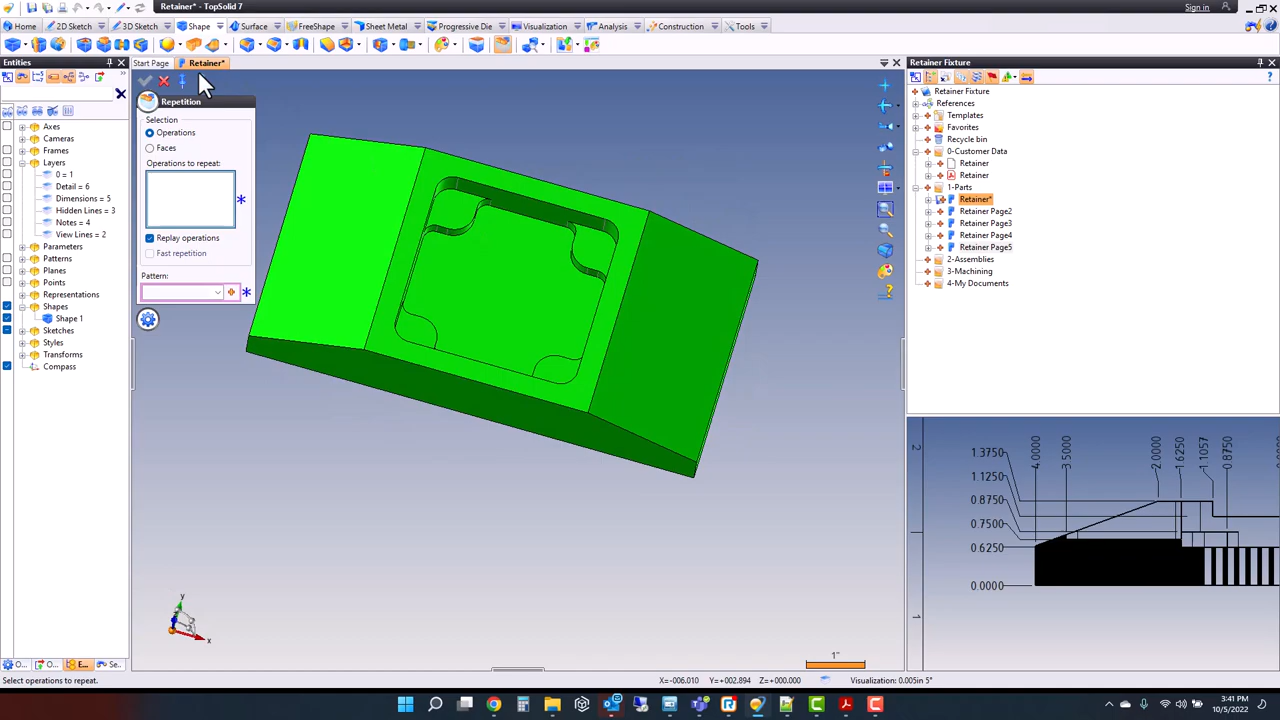 Retainer* - TopSolid 7
Sign in
Home
2D Sketch
3D Sketch
Shape
Surface
FreeShape
Sheet Metal
Progressive Die
Visualization
Analysis
Construction
Tools
Entities
Start Page
Retainer*
Retainer Fixture
Repetition
Selection
Operations
Faces
Operations to repeat:
Replay operations
Fast repetition
Pattern:
Axes
Cameras
Frames
Layers
0 = 1
Detail = 6
Dimensions = 5
Hidden Lines = 3
Notes = 4
View Lines = 2
Parameters
Patterns
Planes
Points
Representations
Shapes
Shape 1
Sketches
Styles
Transforms
Compass
Retainer Fixture
References
Templates
Favorites
Recycle bin
0-Customer Data
Retainer
Retainer
1-Parts
Retainer*
Retainer Page2
Retainer Page3
Retainer Page4
Retainer Page5
2-Assemblies
3-Machining
4-My Documents
2
1
4.0000
3.5000
2.0000
1.6250
1.1057
0.8750
1.3750
1.1250
0.8750
0.7500
0.6250
0.0000
y
x
1"
O...
O...
E...
Se...
Select operations to repeat.
X=-006.010
Y=+002.894
Z=+000.000
Visualization: 0.005in 5°
3:41 PM
10/5/2022